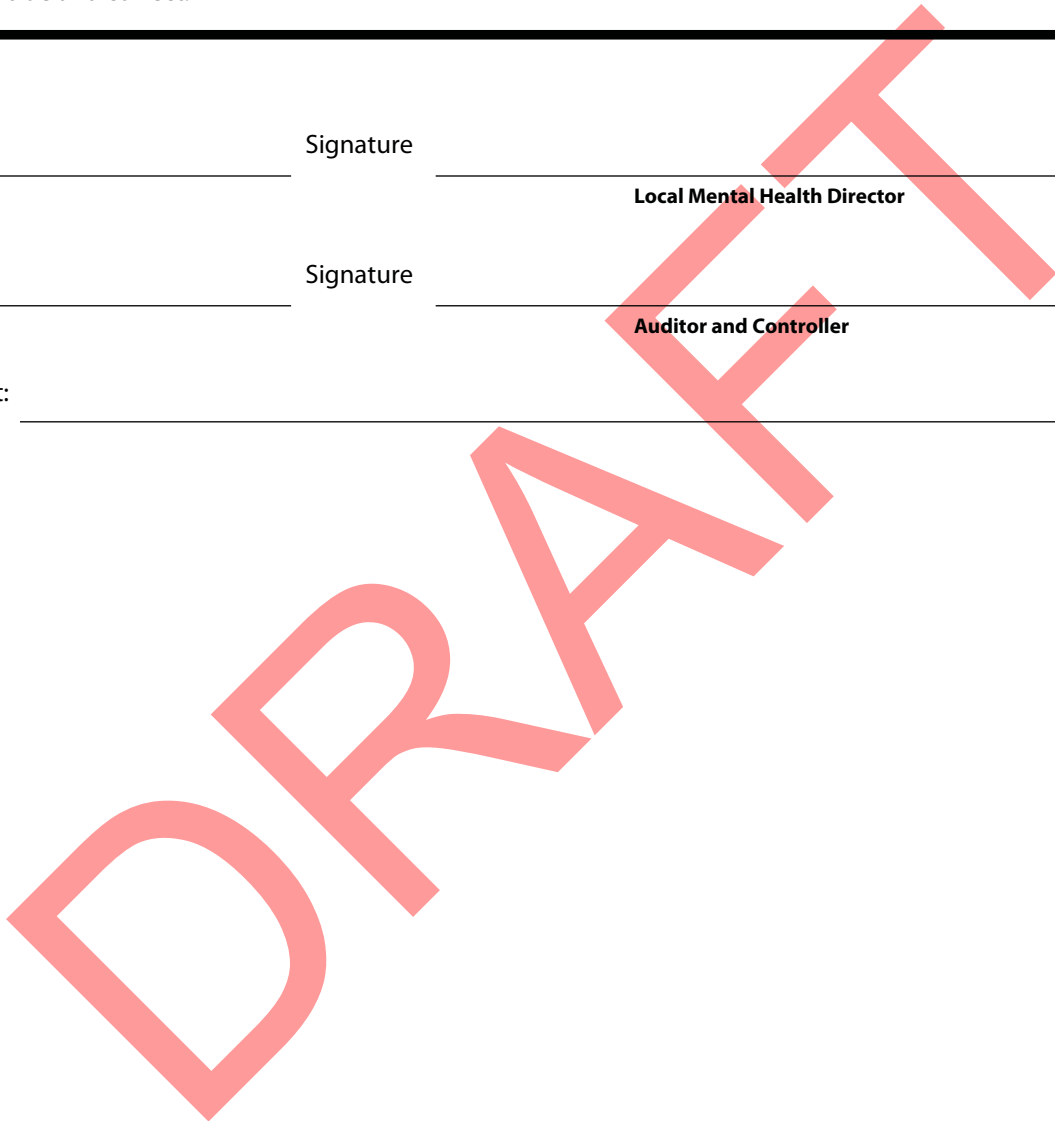 Signature
Local Mental Health Director
Signature
Auditor and Controller
DRAFT